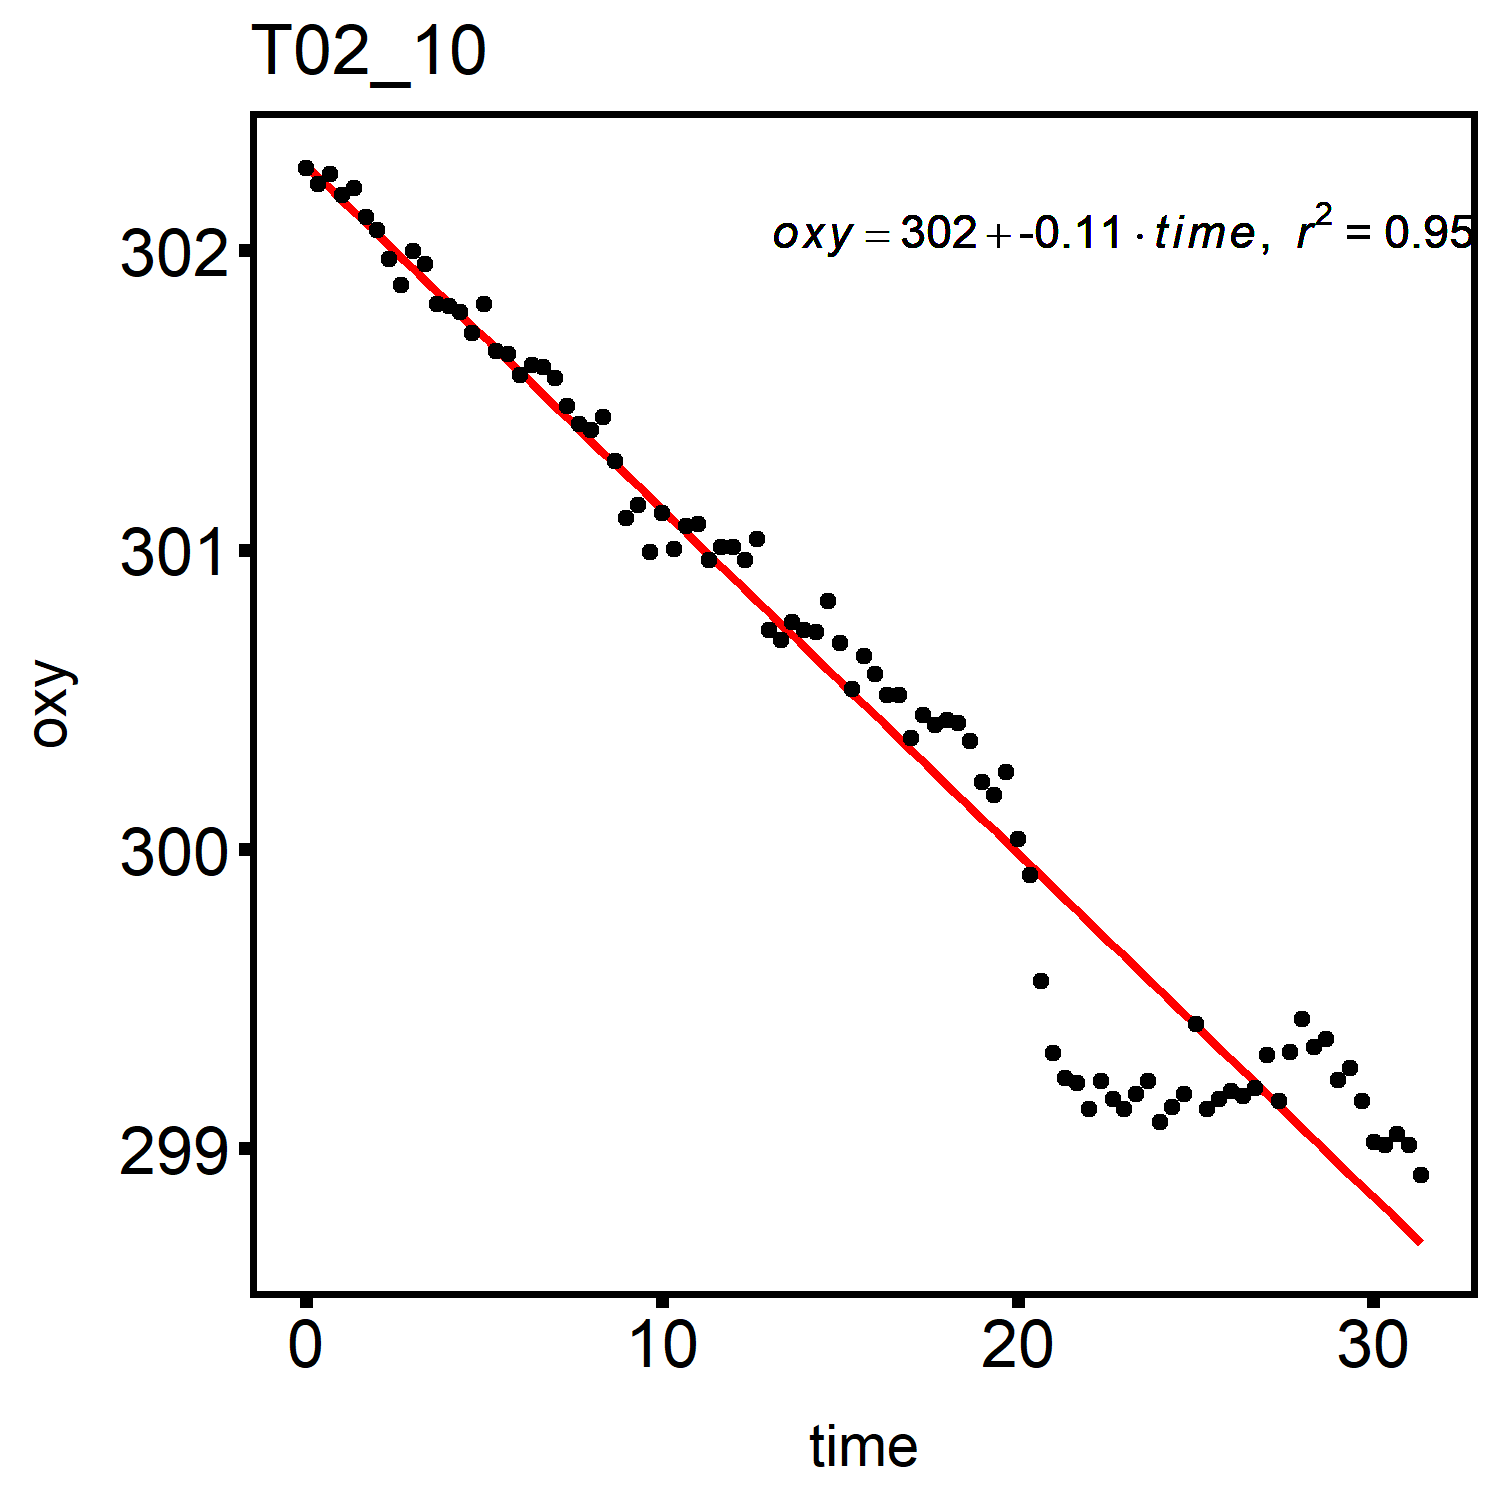 T02_10
oxy = 302 + -0.11 · time, r² = 0.95
302
301
300
299
oxy
0 10 20 30
time